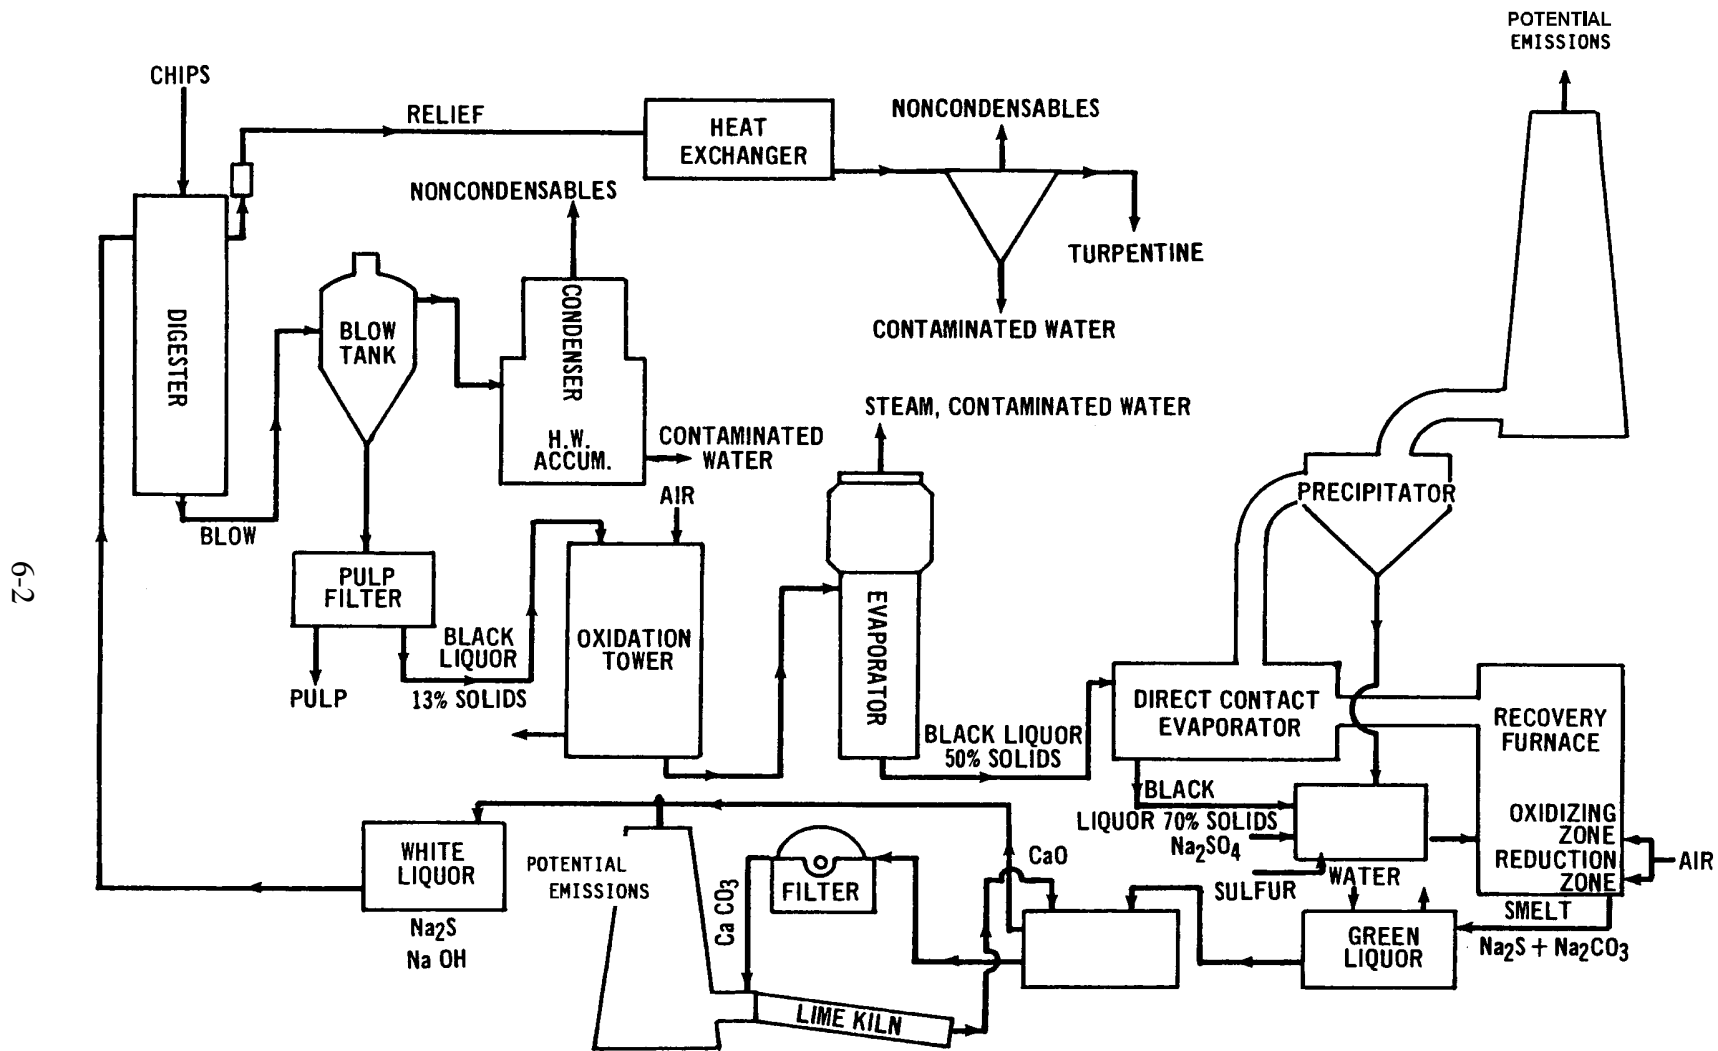 POTENTIAL
EMISSIONS
CHIPS
RELIEF
HEAT
EXCHANGER
NONCONDENSABLES
NONCONDENSABLES
TURPENTINE
CONTAMINATED WATER
DIGESTER
BLOW
TANK
CONDENSER
H.W.
ACCUM.
CONTAMINATED
WATER
STEAM, CONTAMINATED WATER
PRECIPITATOR
BLOW
AIR
6-2
PULP
FILTER
BLACK
LIQUOR
13% SOLIDS
PULP
OXIDATION
TOWER
EVAPORATOR
BLACK LIQUOR
50% SOLIDS
DIRECT CONTACT
EVAPORATOR
RECOVERY
FURNACE
BLACK
LIQUOR 70% SOLIDS
Na2SO4
SULFUR
OXIDIZING
ZONE
REDUCTION
ZONE
AIR
WHITE
LIQUOR
Na2S
Na OH
POTENTIAL
EMISSIONS
Ca CO3
FILTER
CaO
WATER
GREEN
LIQUOR
SMELT
Na2S + Na2CO3
LIME KILN